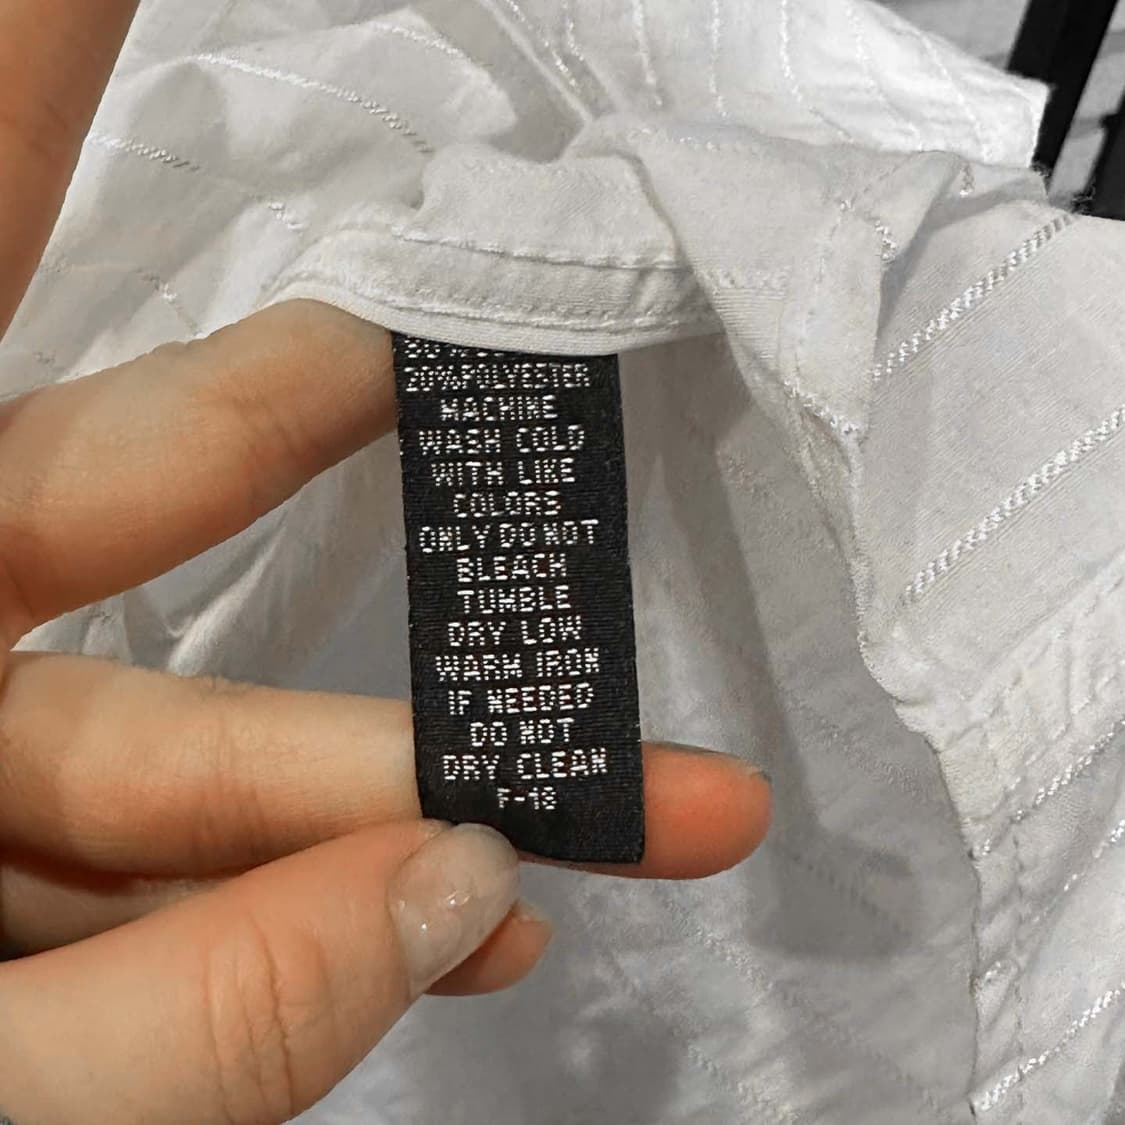 20%POLYESTER
MACHINE
WASH COLD
WITH LIKE
COLORS
ONLY DO NOT
BLEACH
TUMBLE
DRY LOW
WARM IRON
IF NEEDED
DO NOT
DRY CLEAN
F-18